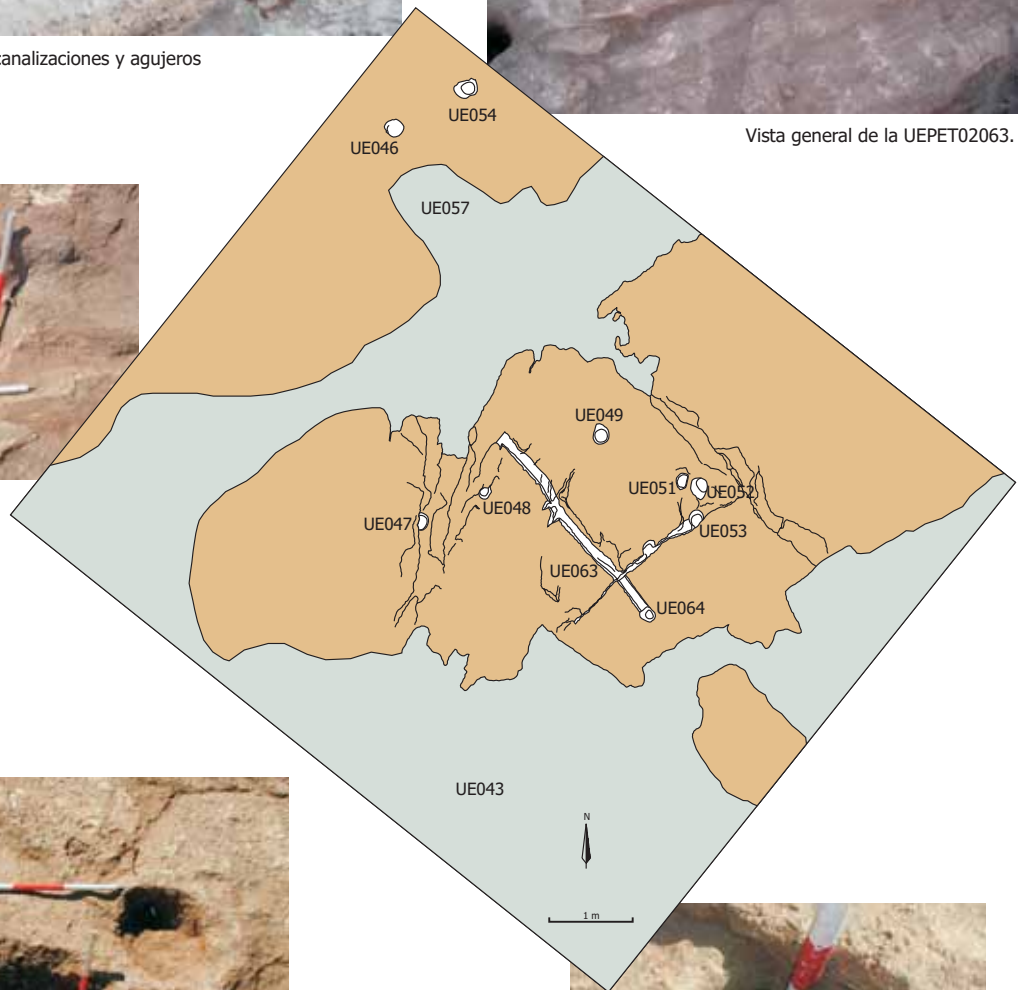 canalizaciones y agujeros
Vista general de la UEPET02063.
UE054
UE046
UE057
UE049
UE051
UE052
UE048
UE047
UE053
UE063
UE064
UE043
N
1 m